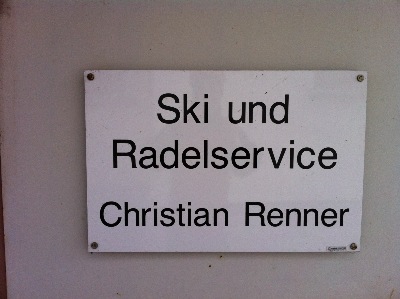 Ski und
Radelservice
Christian Renner